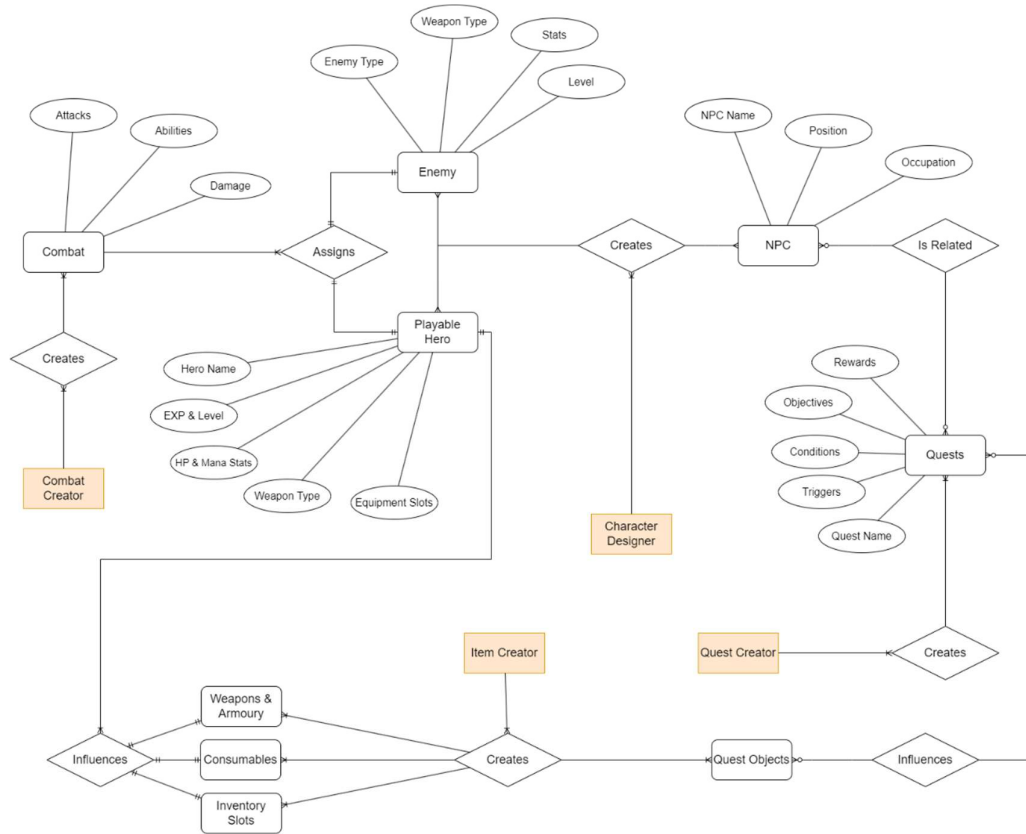 Weapon Type
Enemy Type
Stats
Level
Attacks
Abilities
Damage
Enemy
NPC Name
Position
Occupation
Combat
Assigns
Creates
NPC
Is Related
Creates
Playable
Hero
Hero Name
EXP & Level
HP & Mana Stats
Weapon Type
Equipment Slots
Rewards
Objectives
Conditions
Triggers
Quest Name
Quests
Combat
Creator
Character
Designer
Item Creator
Quest Creator
Creates
Weapons &
Armoury
Influences
Consumables
Creates
Quest Objects
Influences
Inventory
Slots